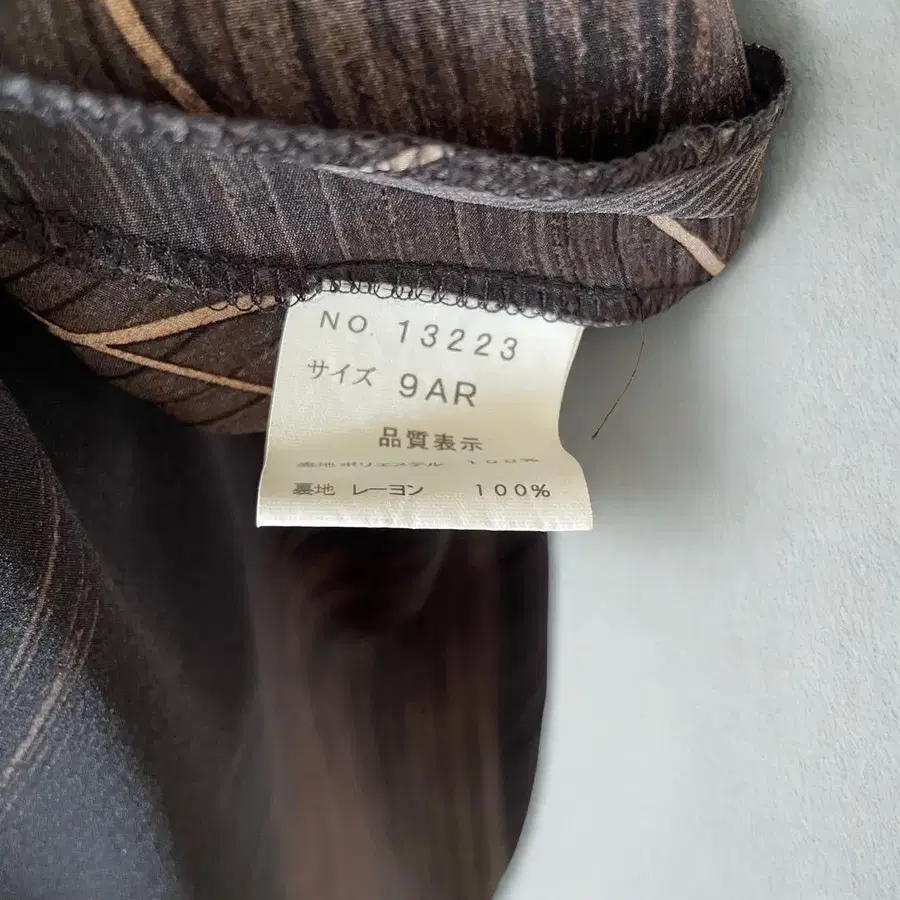 NO. 13223
サイズ 9AR
品質表示
表地 ポリエステル 100%
裏地 レーヨン 100%